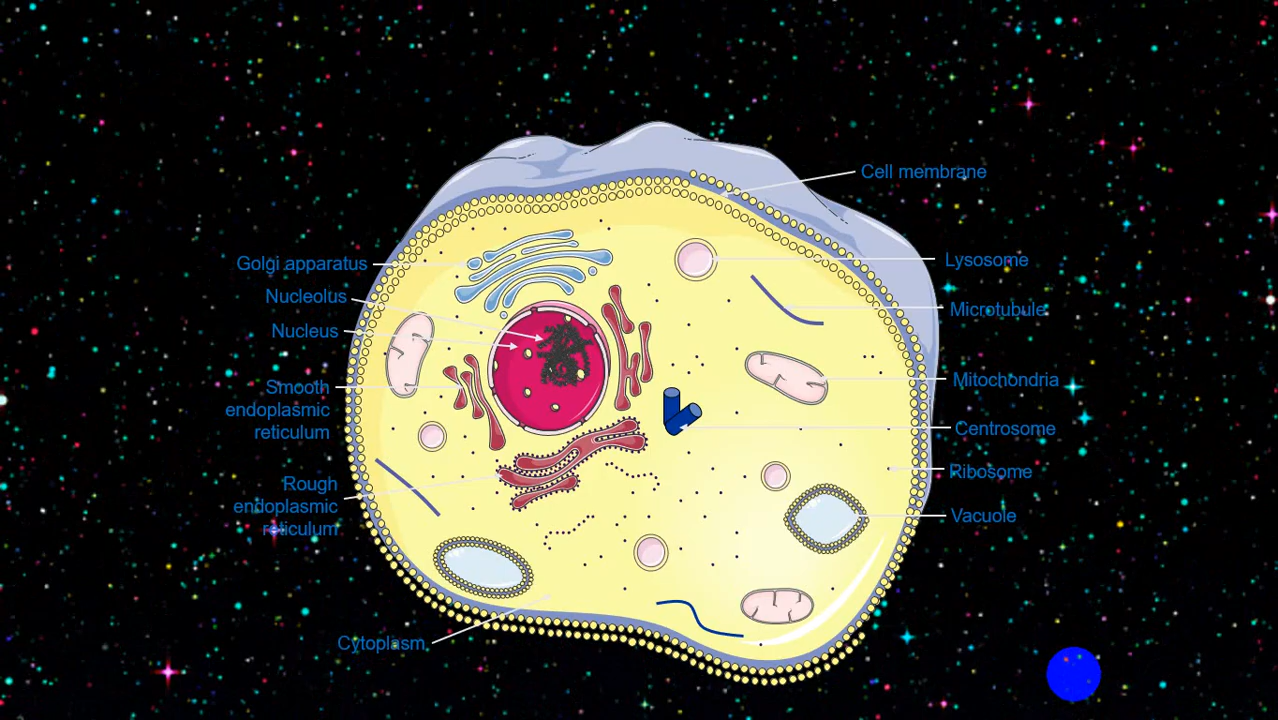 Cell membrane
Golgi apparatus
Lysosome
Nucleolus
Microtubule
Nucleus
Mitochondria
Smooth
endoplasmic
reticulum
Centrosome
Ribosome
Rough
endoplasmic
reticulum
Vacuole
Cytoplasm